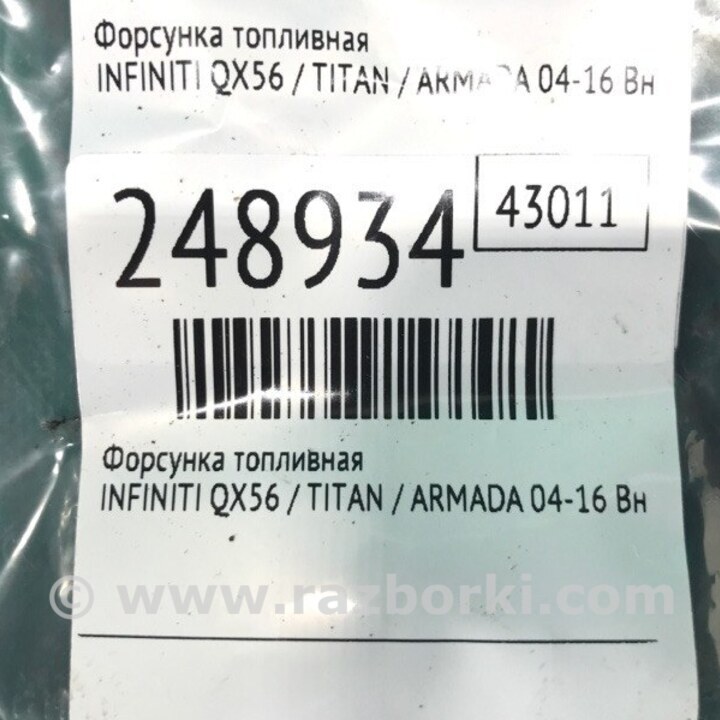 Форсунка топливная
INFINITI QX56 / TITAN / ARMADA 04-16 Вн
248934
43011
Форсунка топливная
INFINITI QX56 / TITAN / ARMADA 04-16 Вн
© www.razborki.com